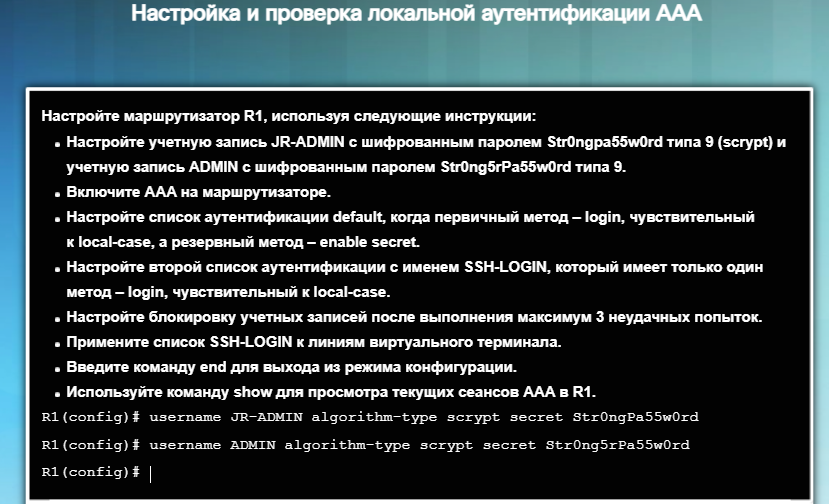 Настройка и проверка локальной аутентификации AAA
Настройте маршрутизатор R1, используя следующие инструкции:
Настройте учетную запись JR-ADMIN с шифрованным паролем Str0ngpa55w0rd типа 9 (scrypt) и
учетную запись ADMIN с шифрованным паролем Str0ng5rPa55w0rd типа 9.
Включите AAA на маршрутизаторе.
Настройте список аутентификации default, когда первичный метод – login, чувствительный
к local-case, а резервный метод – enable secret.
Настройте второй список аутентификации с именем SSH-LOGIN, который имеет только один
метод – login, чувствительный к local-case.
Настройте блокировку учетных записей после выполнения максимум 3 неудачных попыток.
Примените список SSH-LOGIN к линиям виртуального терминала.
Введите команду end для выхода из режима конфигурации.
Используйте команду show для просмотра текущих сеансов AAA в R1.
R1(config)# username JR-ADMIN algorithm-type scrypt secret Str0ngPa55w0rd
R1(config)# username ADMIN algorithm-type scrypt secret Str0ng5rPa55w0rd
R1(config)#